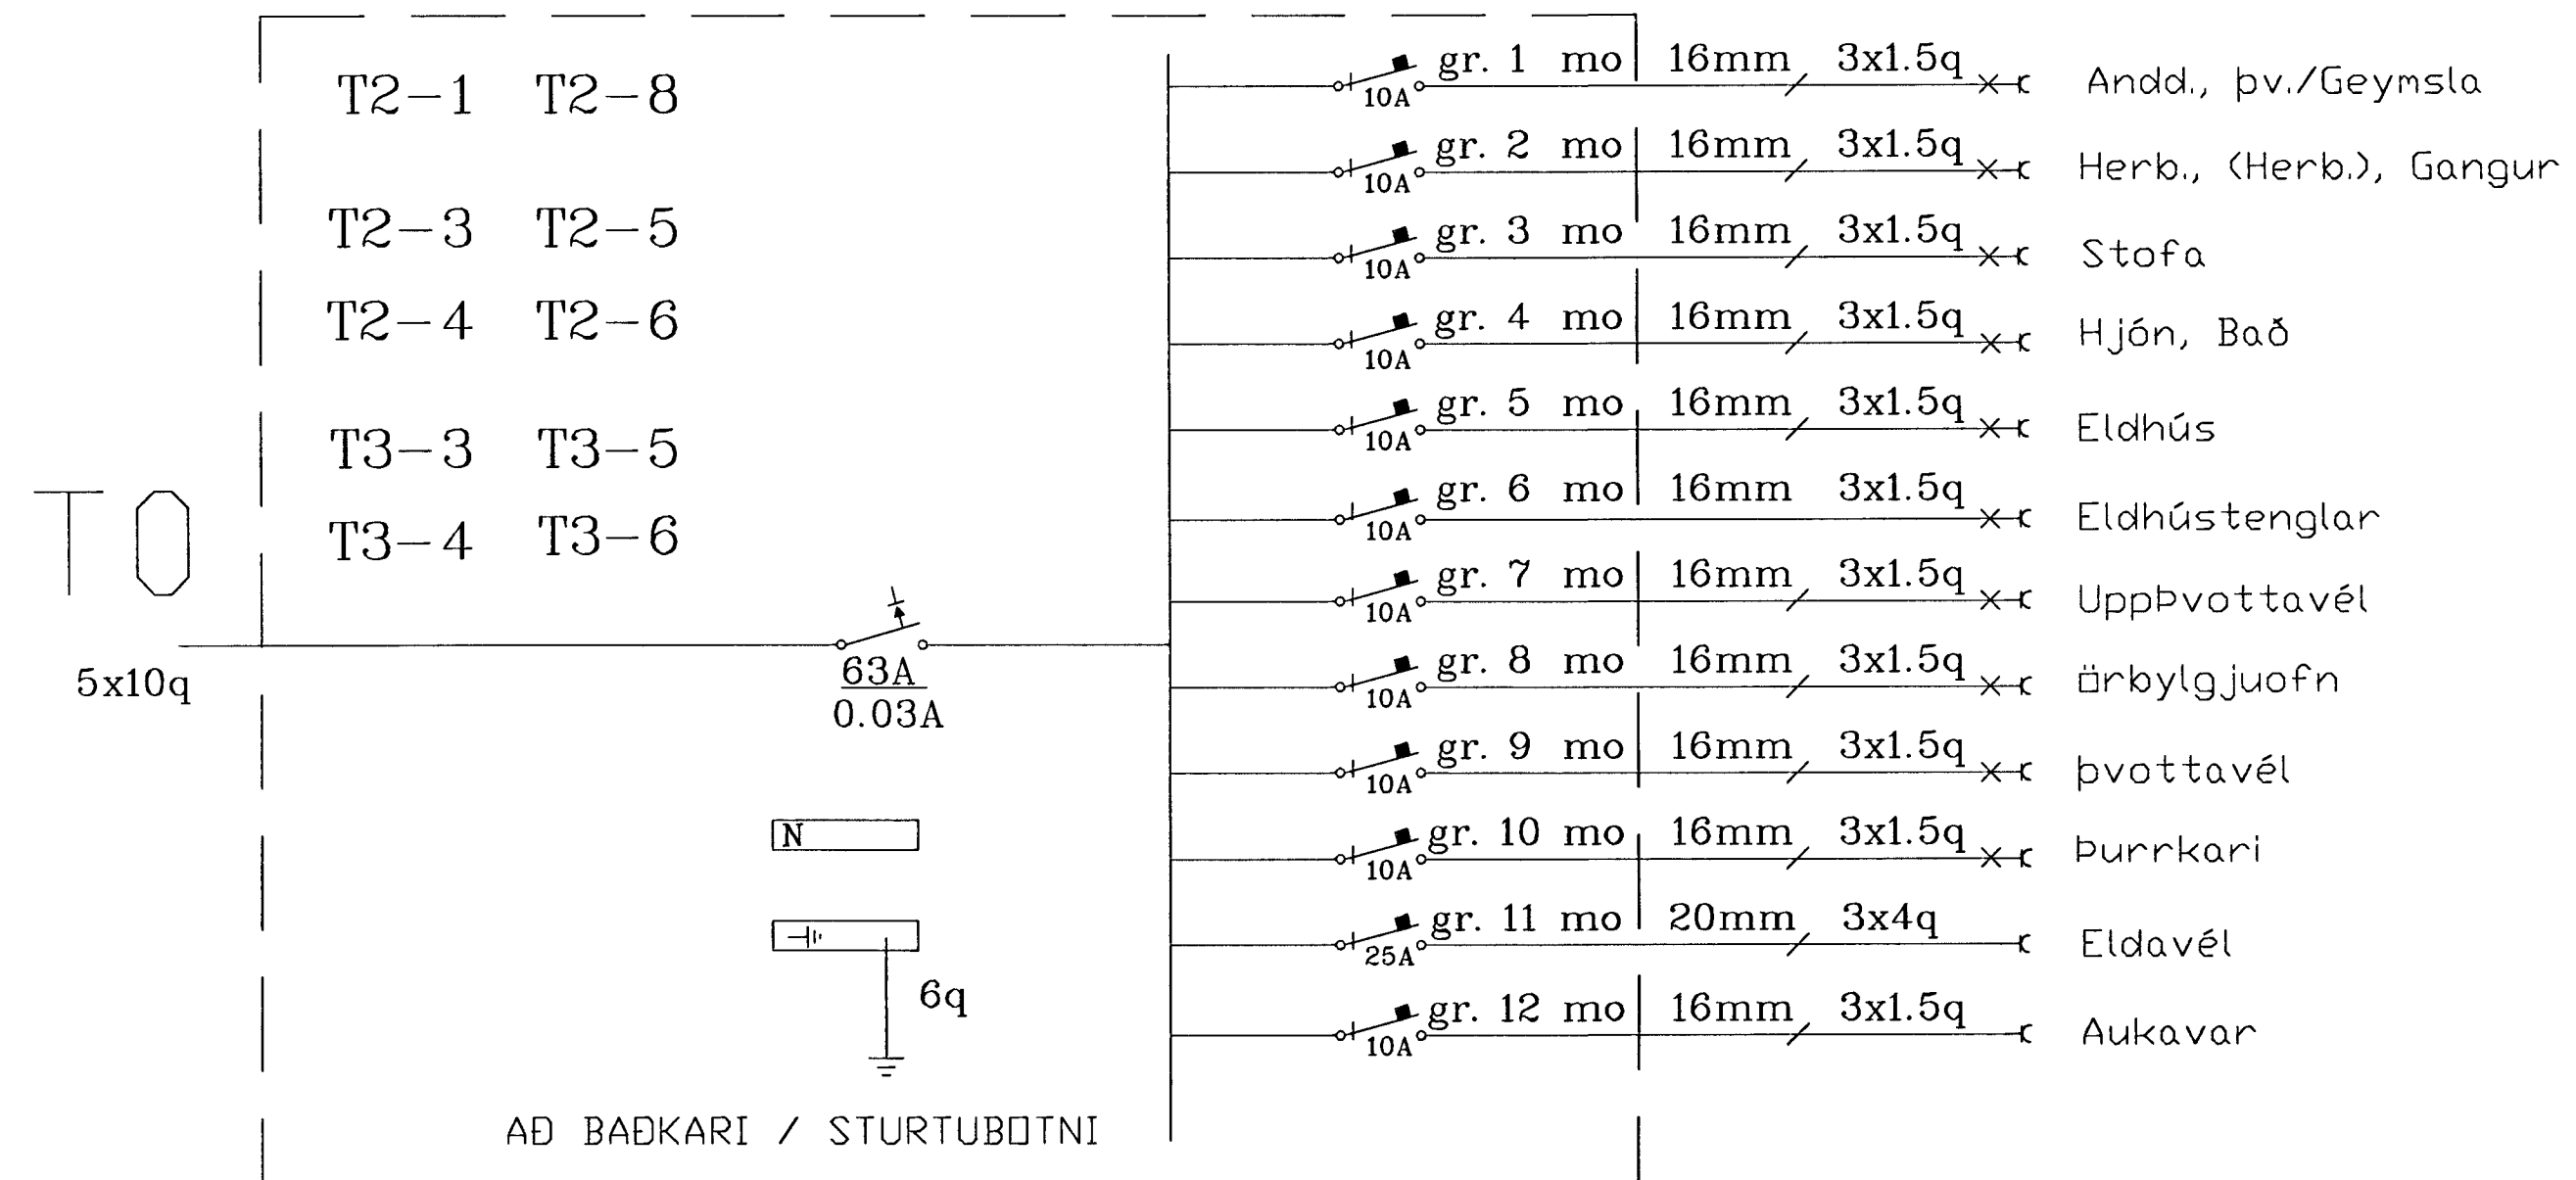 T2-1 T2-8
T2-3 T2-5
T2-4 T2-6
T3-3 T3-5
T3-4 T3-6
T0
5x10q
63A
0.03A
N
6q
AÐ BAÐKARI / STURTUBOTNI
gr. 1 mo 16mm 3x1.5q
10A
Andd., þv./Geymsla
gr. 2 mo 16mm 3x1.5q
10A
Herb., (Herb.), Gangur
gr. 3 mo 16mm 3x1.5q
10A
Stofa
gr. 4 mo 16mm 3x1.5q
10A
Hjón, Bað
gr. 5 mo 16mm 3x1.5q
10A
Eldhús
gr. 6 mo 16mm 3x1.5q
10A
Eldhústenglar
gr. 7 mo 16mm 3x1.5q
10A
UppÞvottavél
gr. 8 mo 16mm 3x1.5q
10A
örbylgjuofn
gr. 9 mo 16mm 3x1.5q
10A
þvottavél
gr. 10 mo 16mm 3x1.5q
10A
Þurrkari
gr. 11 mo 20mm 3x4q
25A
Eldavél
gr. 12 mo 16mm 3x1.5q
10A
Aukavar